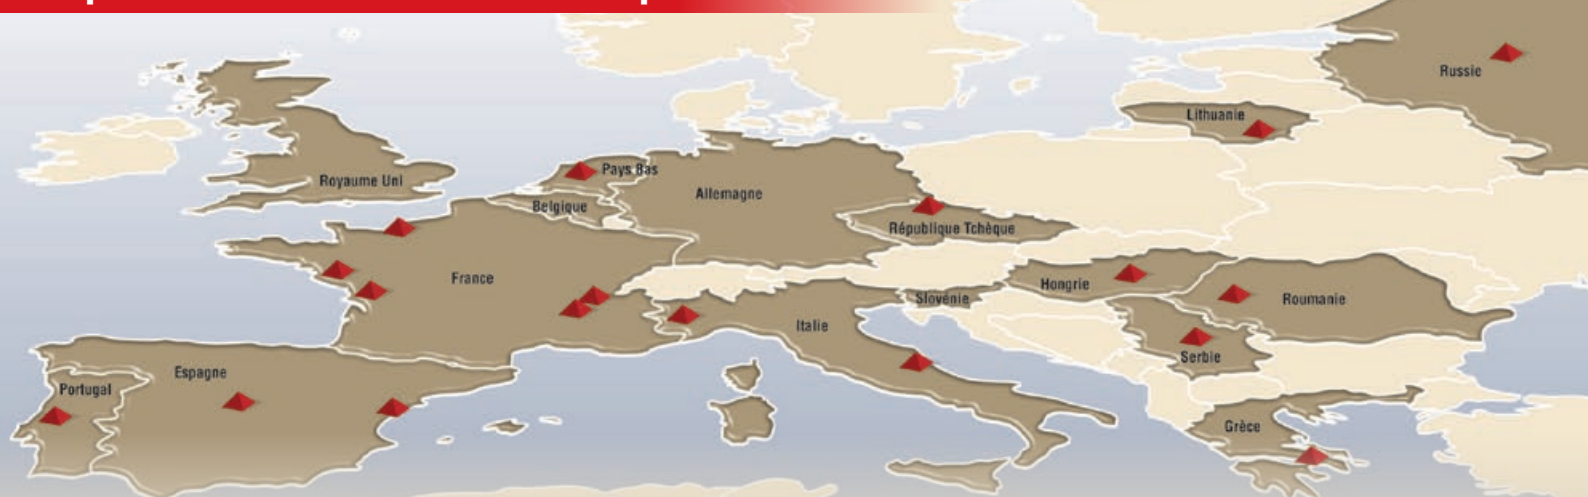 Russie
Lithuanie
Pays Bas
Royaume Uni
Allemagne
Belgique
République Tchèque
France
Hongrie
Slovénie
Roumanie
Italie
Serbie
Espagne
Portugal
Grèce